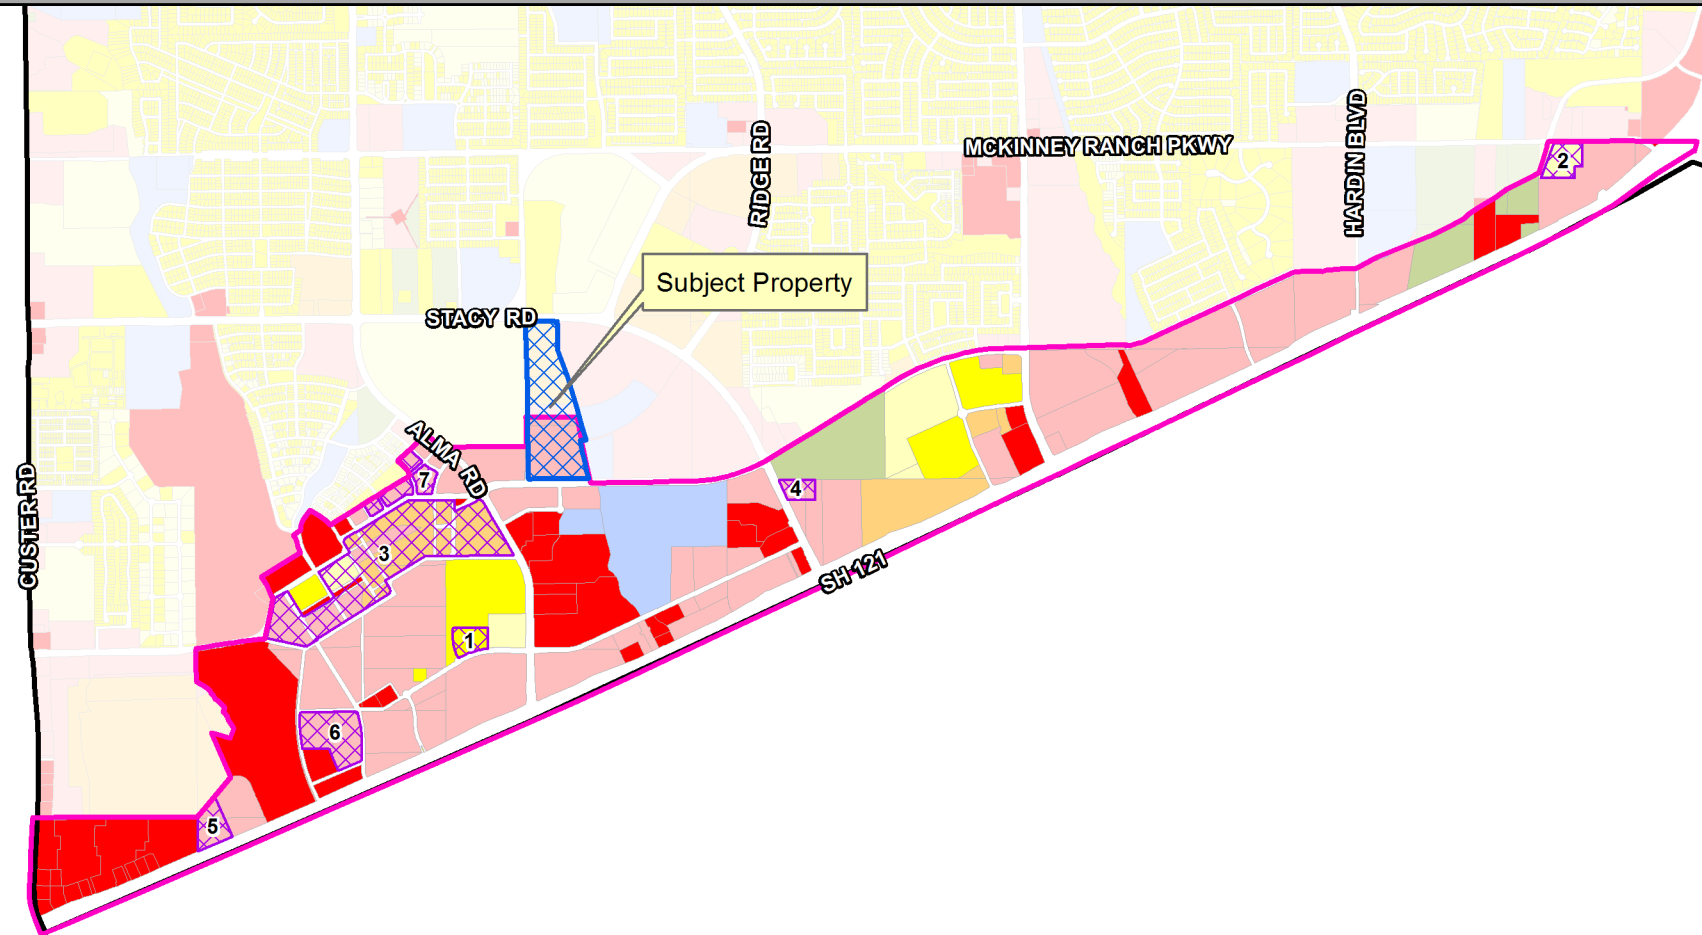 HARDIN BLVD
RIDGE RD
MCKINNEY RANCH PKWY
2
Subject Property
STACY RD
ALMA RD
7
CUSTER RD
4
3
SH 121
1
6
5